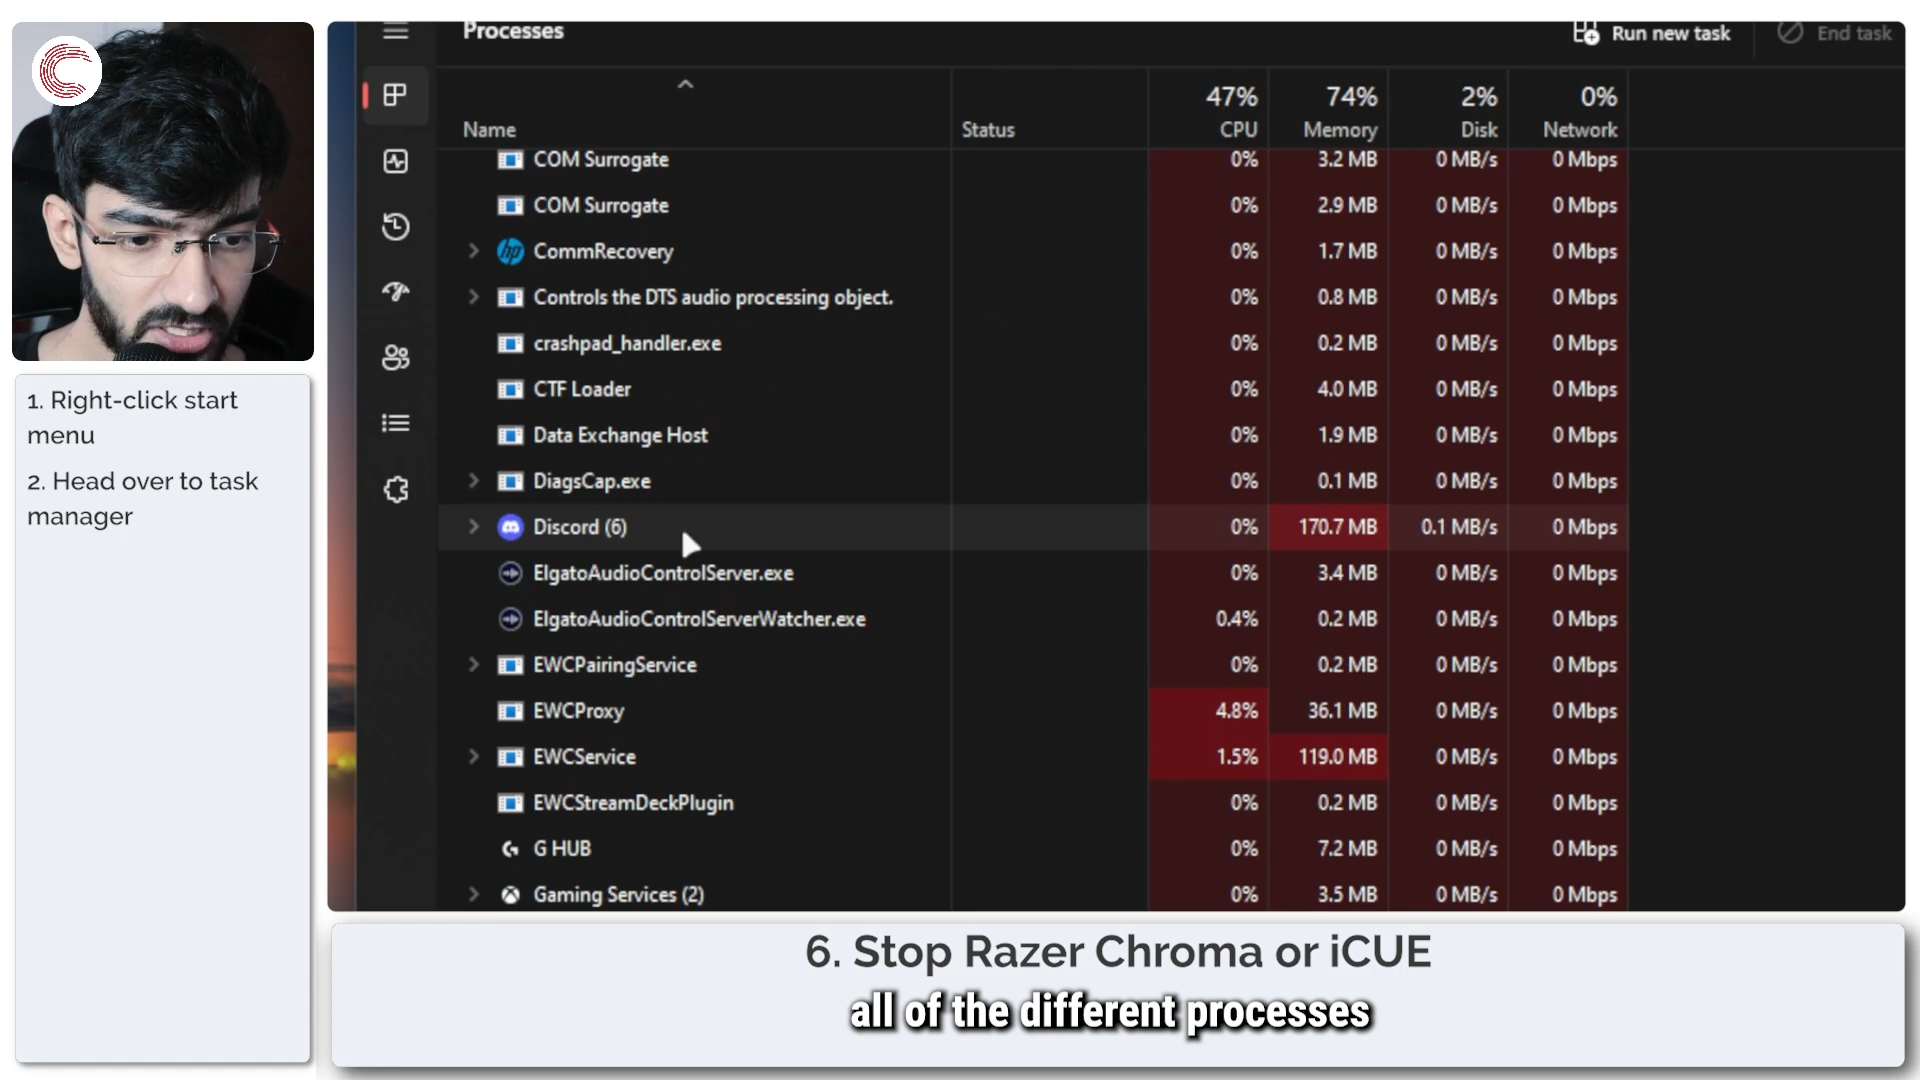 Processes
Run new task
End task
47% 74% 2% 0%
Name Status CPU Memory Disk Network
COM Surrogate 0% 3.2 MB 0 MB/s 0 Mbps
COM Surrogate 0% 2.9 MB 0 MB/s 0 Mbps
hp CommRecovery 0% 1.7 MB 0 MB/s 0 Mbps
Controls the DTS audio processing object. 0% 0.8 MB 0 MB/s 0 Mbps
crashpad_handler.exe 0% 0.2 MB 0 MB/s 0 Mbps
CTF Loader 0% 4.0 MB 0 MB/s 0 Mbps
Data Exchange Host 0% 1.9 MB 0 MB/s 0 Mbps
DiagsCap.exe 0% 0.1 MB 0 MB/s 0 Mbps
Discord (6) 0% 170.7 MB 0.1 MB/s 0 Mbps
ElgatoAudioControlServer.exe 0% 3.4 MB 0 MB/s 0 Mbps
ElgatoAudioControlServerWatcher.exe 0.4% 0.2 MB 0 MB/s 0 Mbps
EWCPairingService 0% 0.2 MB 0 MB/s 0 Mbps
EWCProxy 4.8% 36.1 MB 0 MB/s 0 Mbps
EWCService 1.5% 119.0 MB 0 MB/s 0 Mbps
EWCStreamDeckPlugin 0% 0.2 MB 0 MB/s 0 Mbps
G HUB 0% 7.2 MB 0 MB/s 0 Mbps
Gaming Services (2) 0% 3.5 MB 0 MB/s 0 Mbps
1. Right-click start
menu
2. Head over to task
manager
6. Stop Razer Chroma or iCUE
all of the different processes